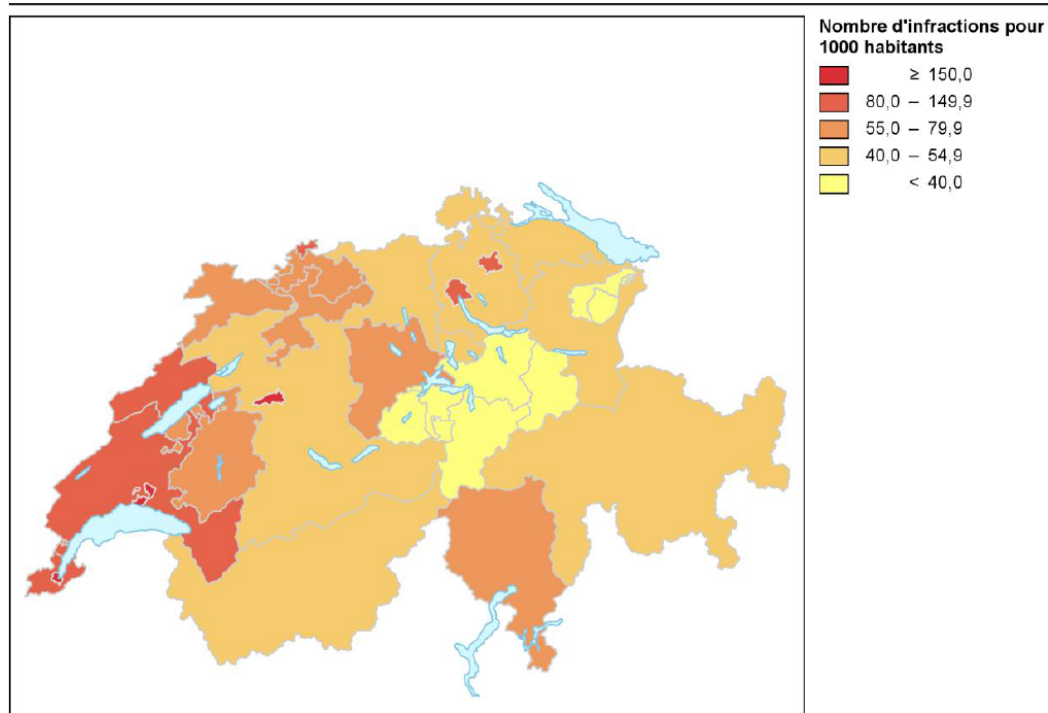 Nombre d'infractions pour
1000 habitants
≥ 150,0
80,0 – 149,9
55,0 – 79,9
40,0 – 54,9
< 40,0